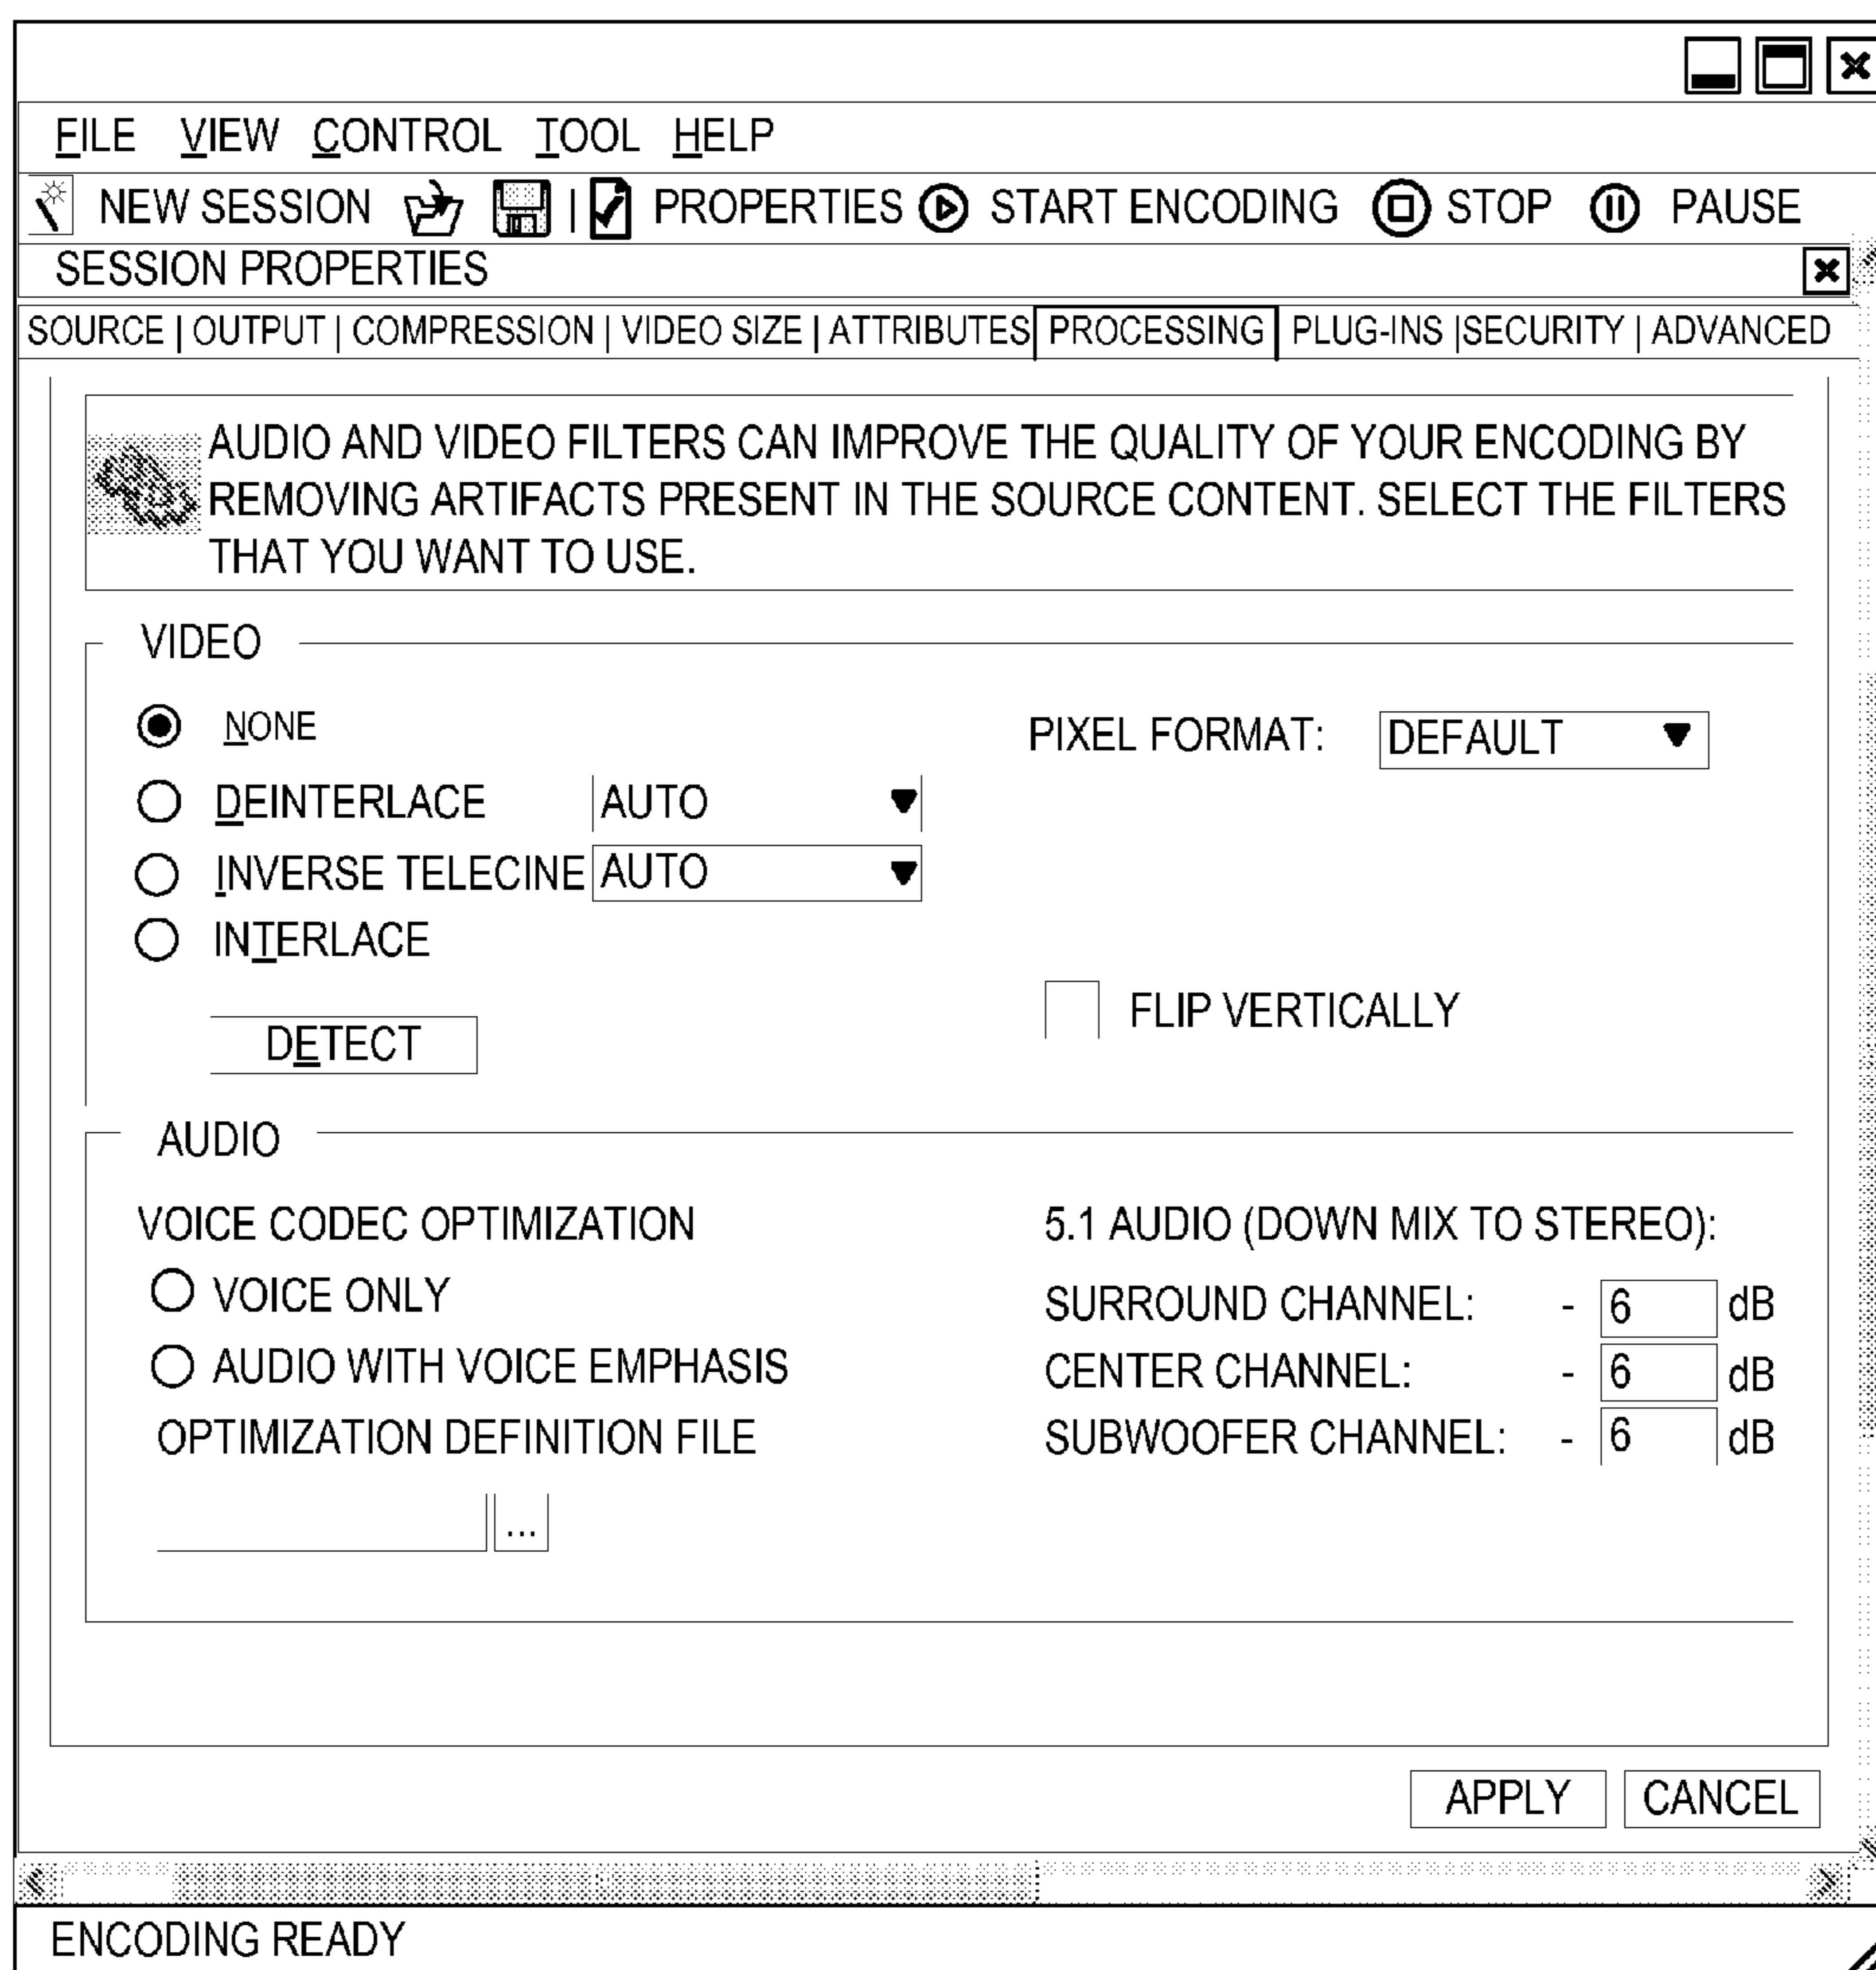 FILE VIEW CONTROL TOOL HELP
NEW SESSION | PROPERTIES START ENCODING STOP PAUSE
SESSION PROPERTIES
SOURCE | OUTPUT | COMPRESSION | VIDEO SIZE | ATTRIBUTES PROCESSING PLUG-INS |SECURITY | ADVANCED
AUDIO AND VIDEO FILTERS CAN IMPROVE THE QUALITY OF YOUR ENCODING BY
REMOVING ARTIFACTS PRESENT IN THE SOURCE CONTENT. SELECT THE FILTERS
THAT YOU WANT TO USE.
VIDEO
NONE PIXEL FORMAT: DEFAULT
DEINTERLACE AUTO
INVERSE TELECINE AUTO
INTERLACE
FLIP VERTICALLY
DETECT
AUDIO
VOICE CODEC OPTIMIZATION 5.1 AUDIO (DOWN MIX TO STEREO):
VOICE ONLY SURROUND CHANNEL: - 6 dB
AUDIO WITH VOICE EMPHASIS CENTER CHANNEL: - 6 dB
OPTIMIZATION DEFINITION FILE SUBWOOFER CHANNEL: - 6 dB
...
APPLY CANCEL
ENCODING READY